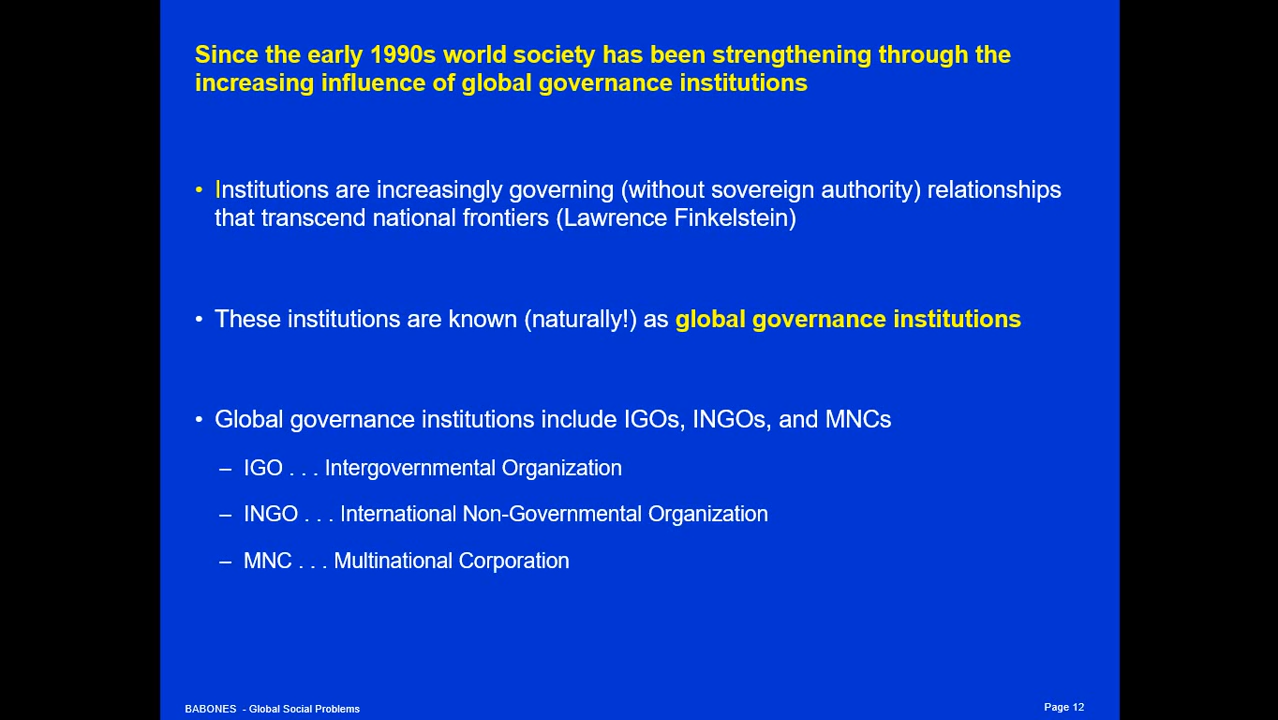 Since the early 1990s world society has been strengthening through the
increasing influence of global governance institutions
• Institutions are increasingly governing (without sovereign authority) relationships
that transcend national frontiers (Lawrence Finkelstein)
• These institutions are known (naturally!) as global governance institutions
• Global governance institutions include IGOs, INGOs, and MNCs
– IGO . . . Intergovernmental Organization
– INGO . . . International Non-Governmental Organization
– MNC . . . Multinational Corporation
BABONES - Global Social Problems
Page 12